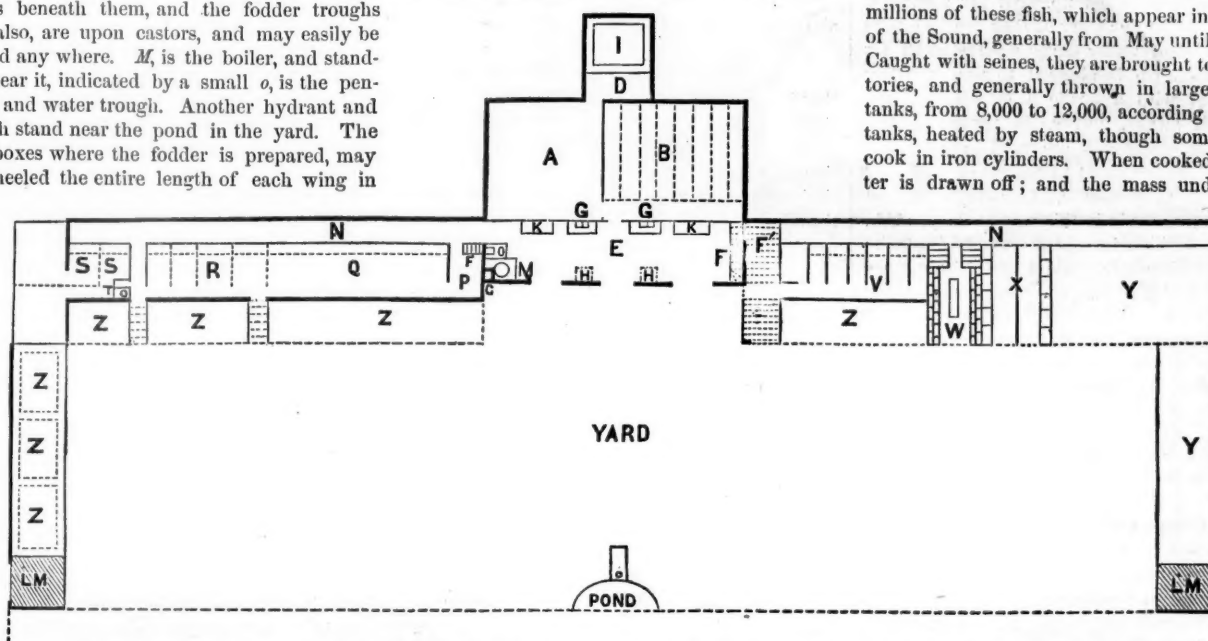 s beneath them, and the fodder troughs
also, are upon castors, and may easily be
d any where. M, is the boiler, and stand-
ear it, indicated by a small o, is the pen-
and water trough. Another hydrant and
h stand near the pond in the yard. The
boxes where the fodder is prepared, may
heeled the entire length of each wing in
millions of these fish, which appear in
of the Sound, generally from May until
Caught with seines, they are brought to
tories, and generally thrown in large
tanks, from 8,000 to 12,000, according
tanks, heated by steam, though som
cook in iron cylinders. When cooked
ter is drawn off; and the mass und
I
D
A B
G G
K K
N E F F N
S S R Q P F O M H H V W X Y
T O C
Z Z Z Z
Z
Z
Z
YARD
Y
o
LM POND LM